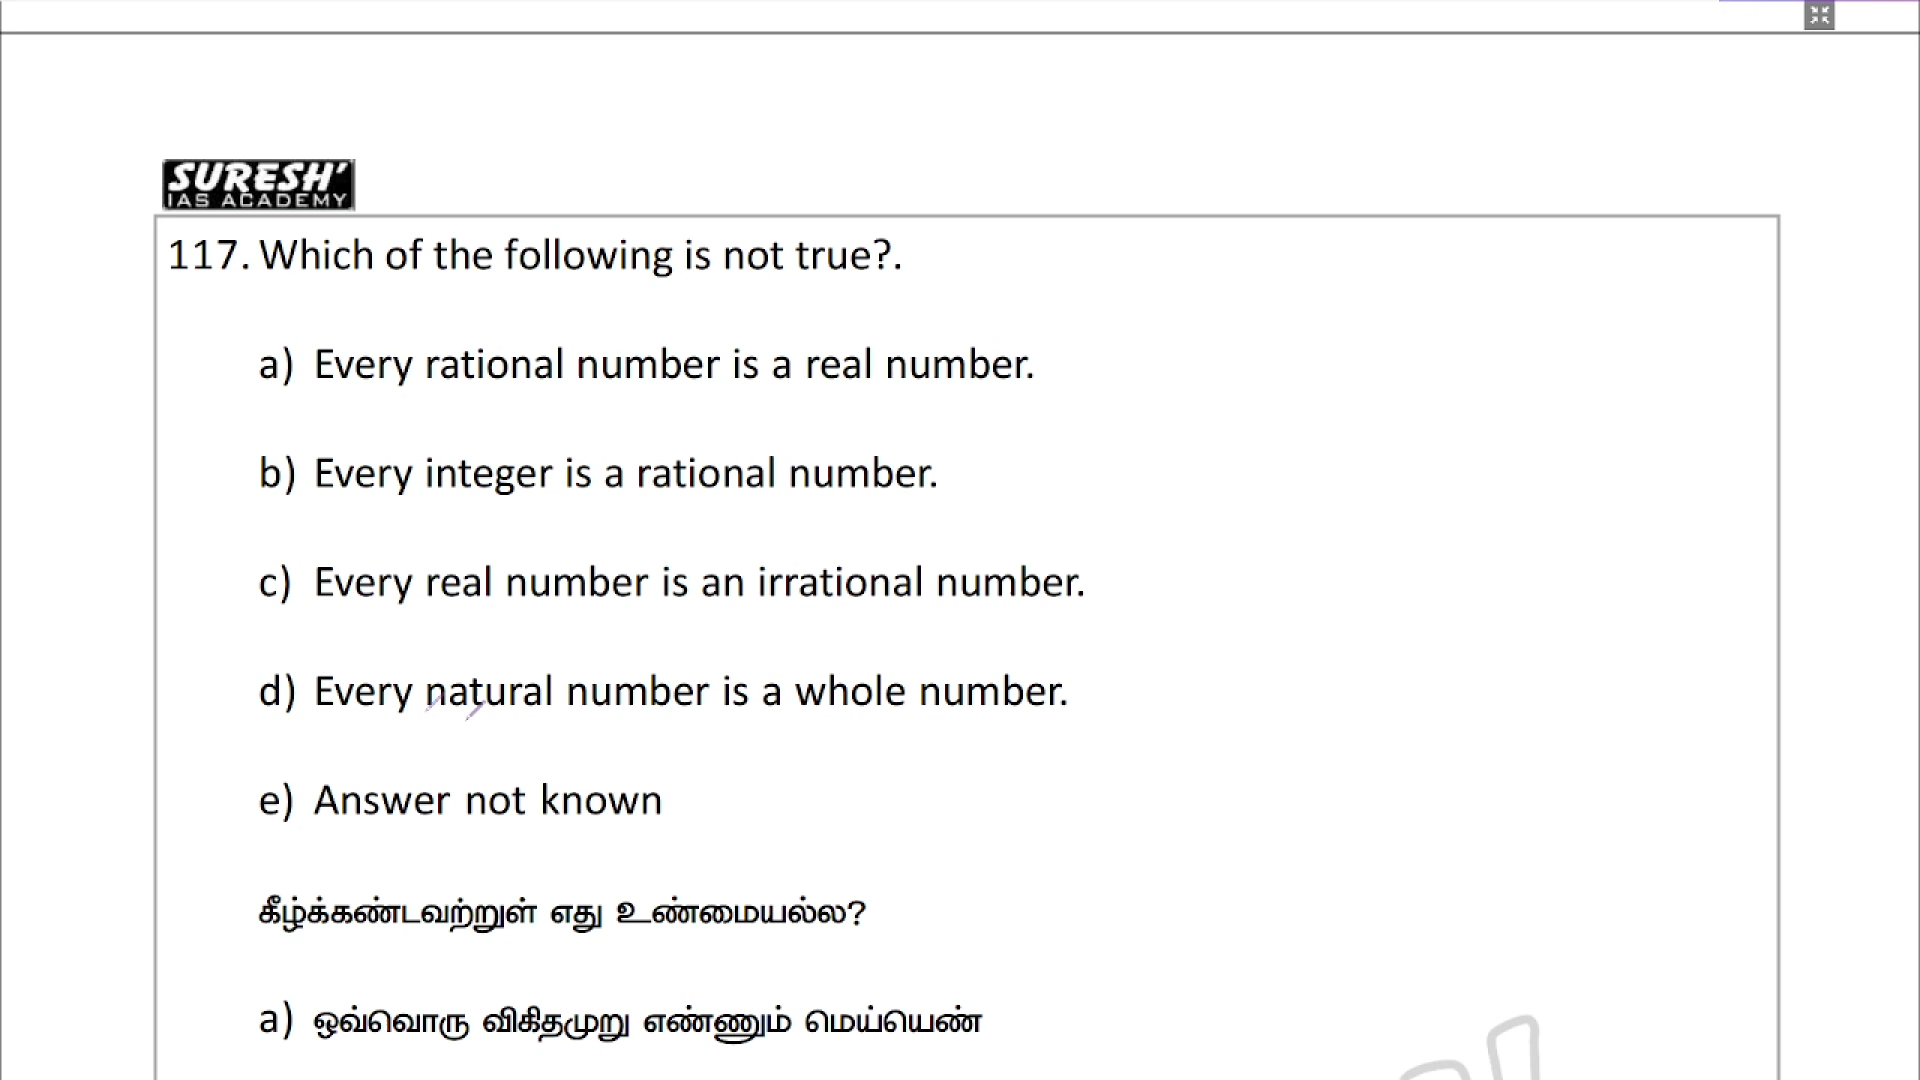 SURESH'
IAS ACADEMY
117. Which of the following is not true?.
a) Every rational number is a real number.
b) Every integer is a rational number.
c) Every real number is an irrational number.
d) Every natural number is a whole number.
e) Answer not known
கீழ்க்கண்டவற்றுள் எது உண்மையல்ல?
a) ஒவ்வொரு விகிதமுறு எண்ணும் மெய்யெண்